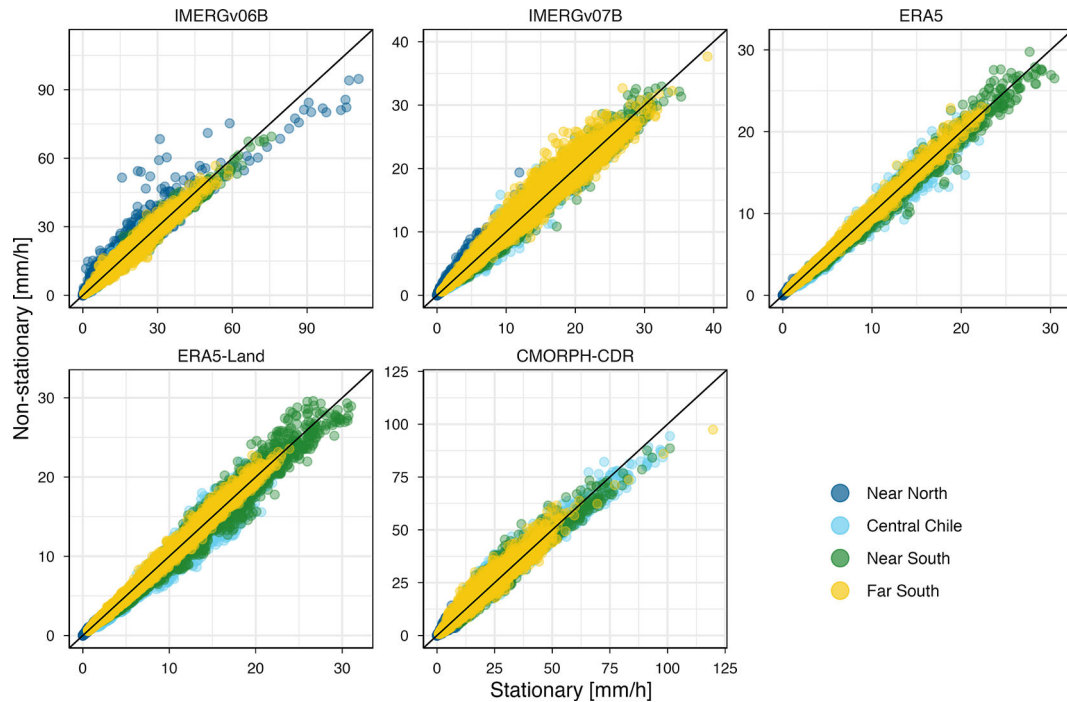 IMERGv06B
IMERGv07B
ERA5
90
60
30
0
0 30 60 90
40
30
20
10
0
0 10 20 30 40
30
20
10
0
0 10 20 30
Non-stationary [mm/h]
ERA5-Land
CMORPH-CDR
30
20
10
0
0 10 20 30
125
100
75
50
25
0
0 25 50 75 100 125
Stationary [mm/h]
Near North
Central Chile
Near South
Far South